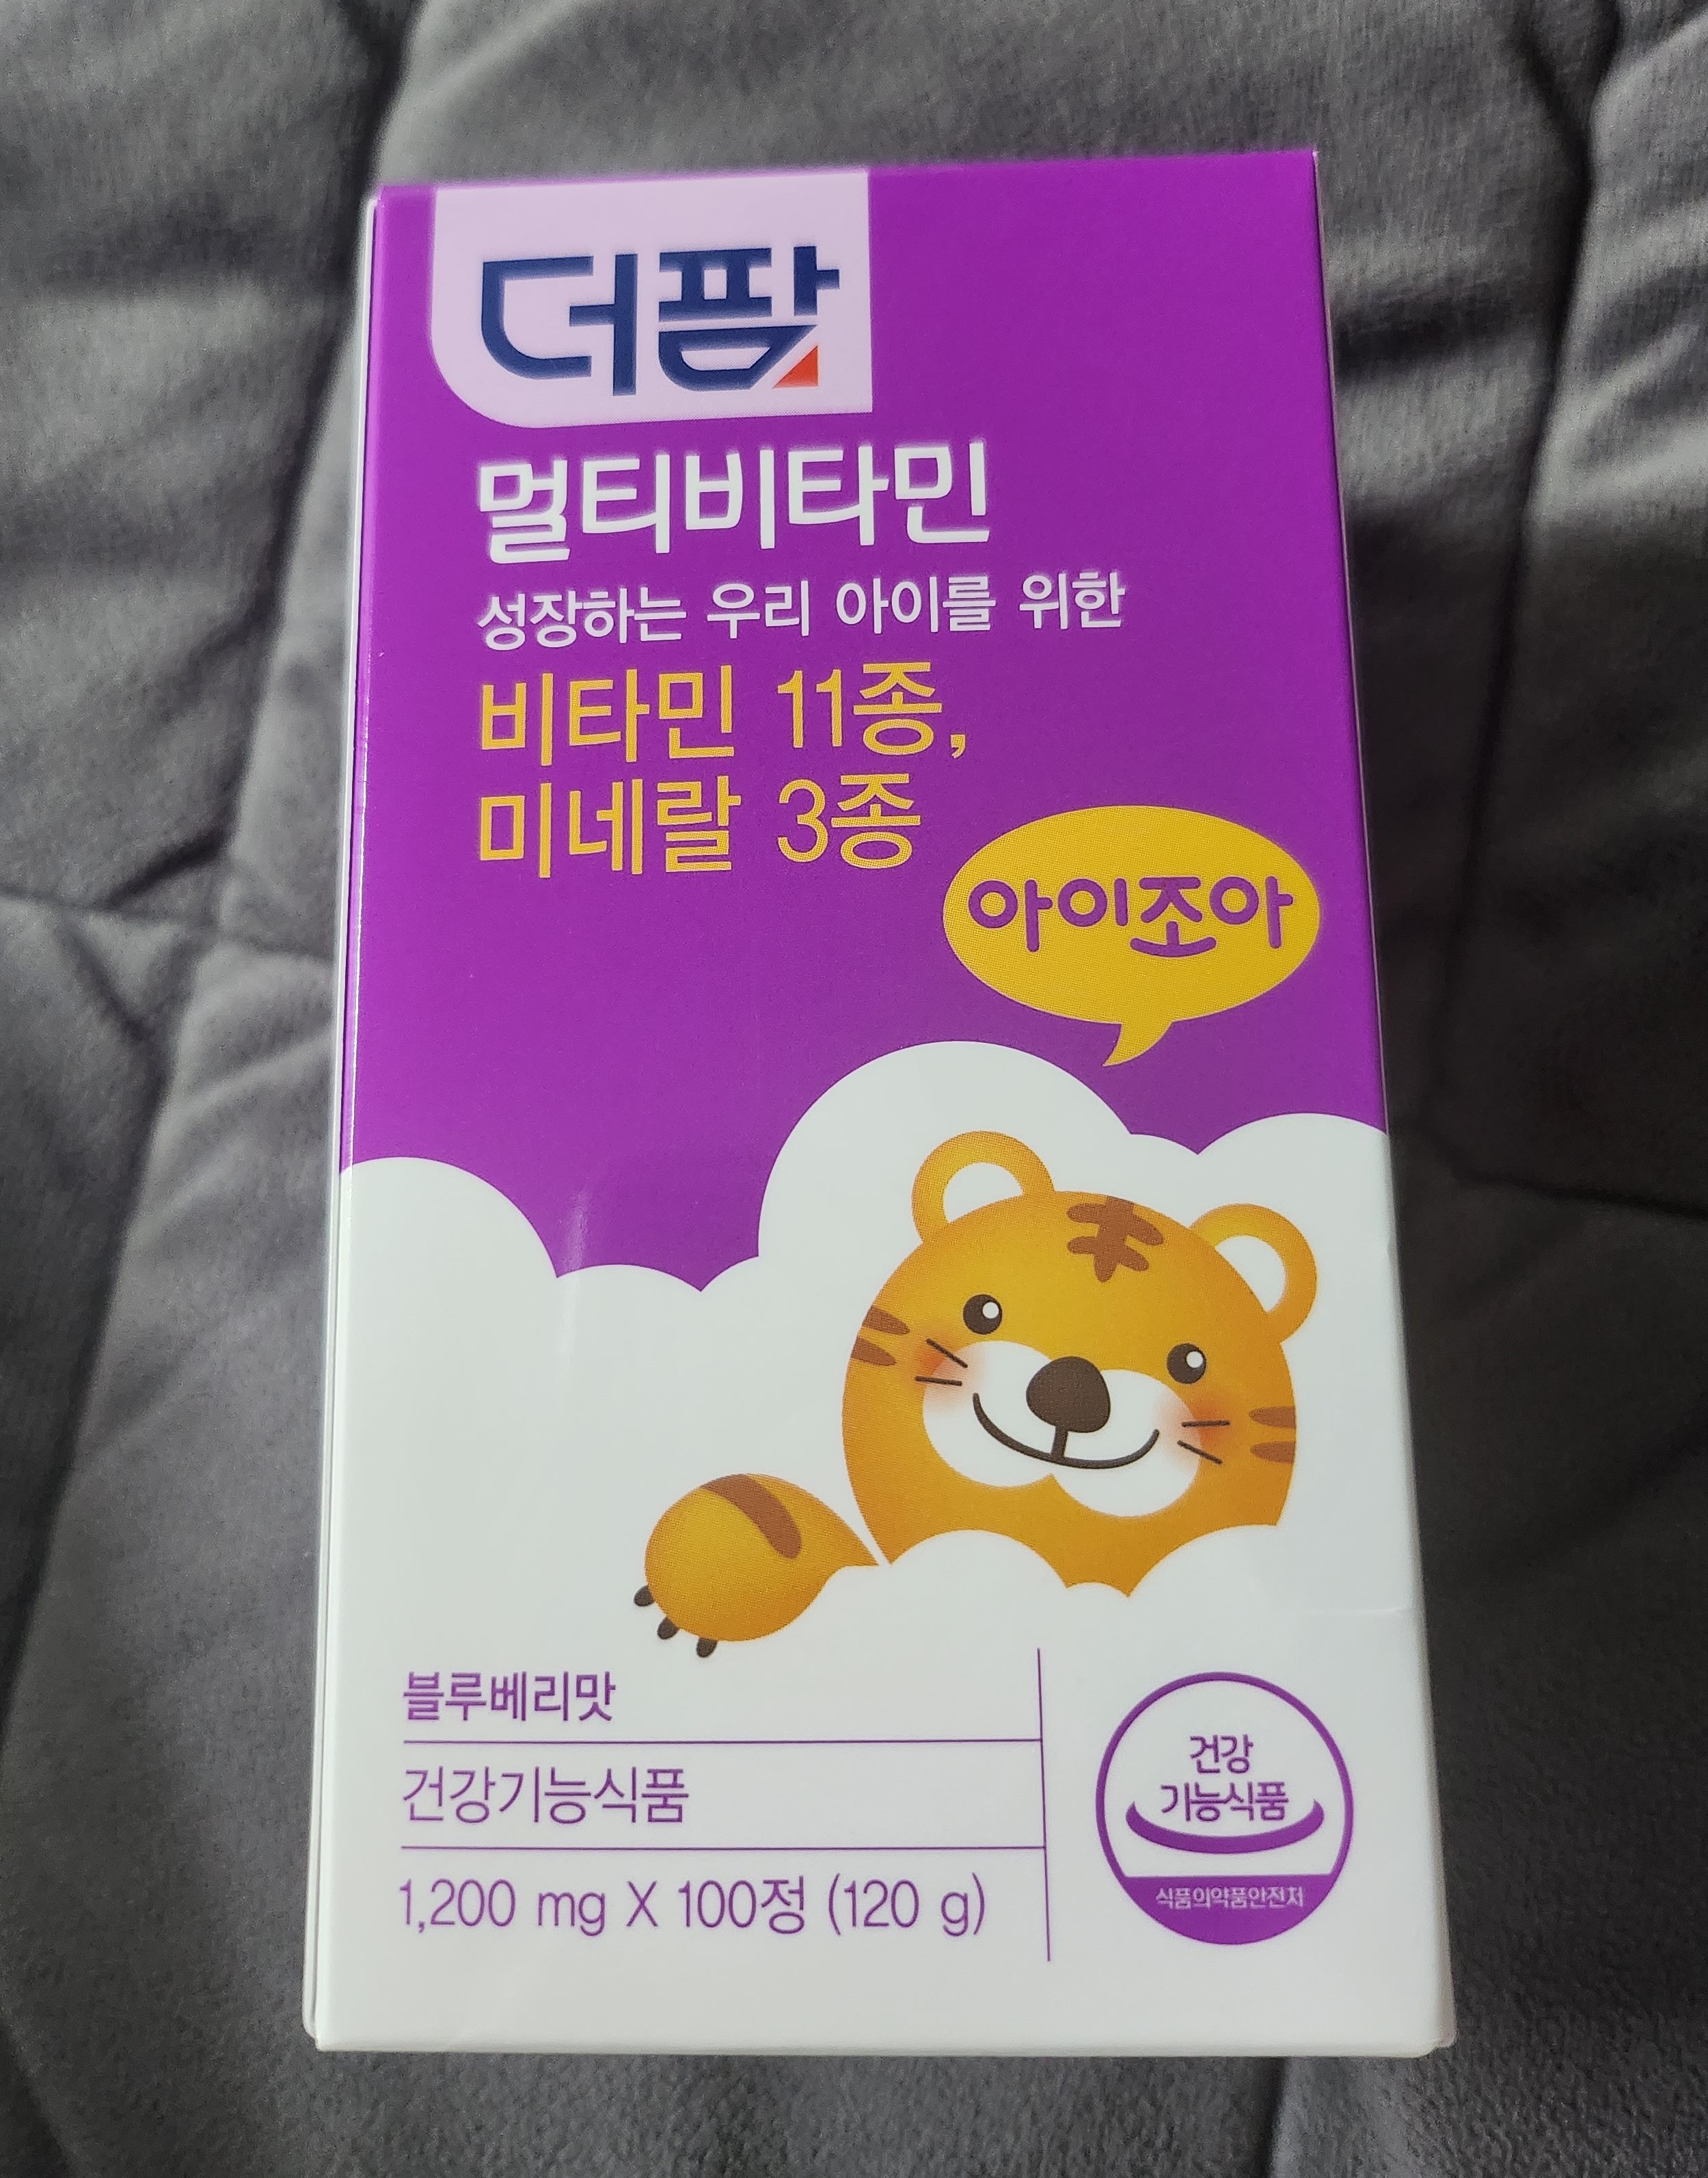 더팜
멀티비타민
성장하는 우리 아이를 위한
비타민 11종,
미네랄 3종
아이조아
블루베리맛
건강기능식품
1,200 mg X 100정 (120 g)
건강
기능식품
식품의약품안전처